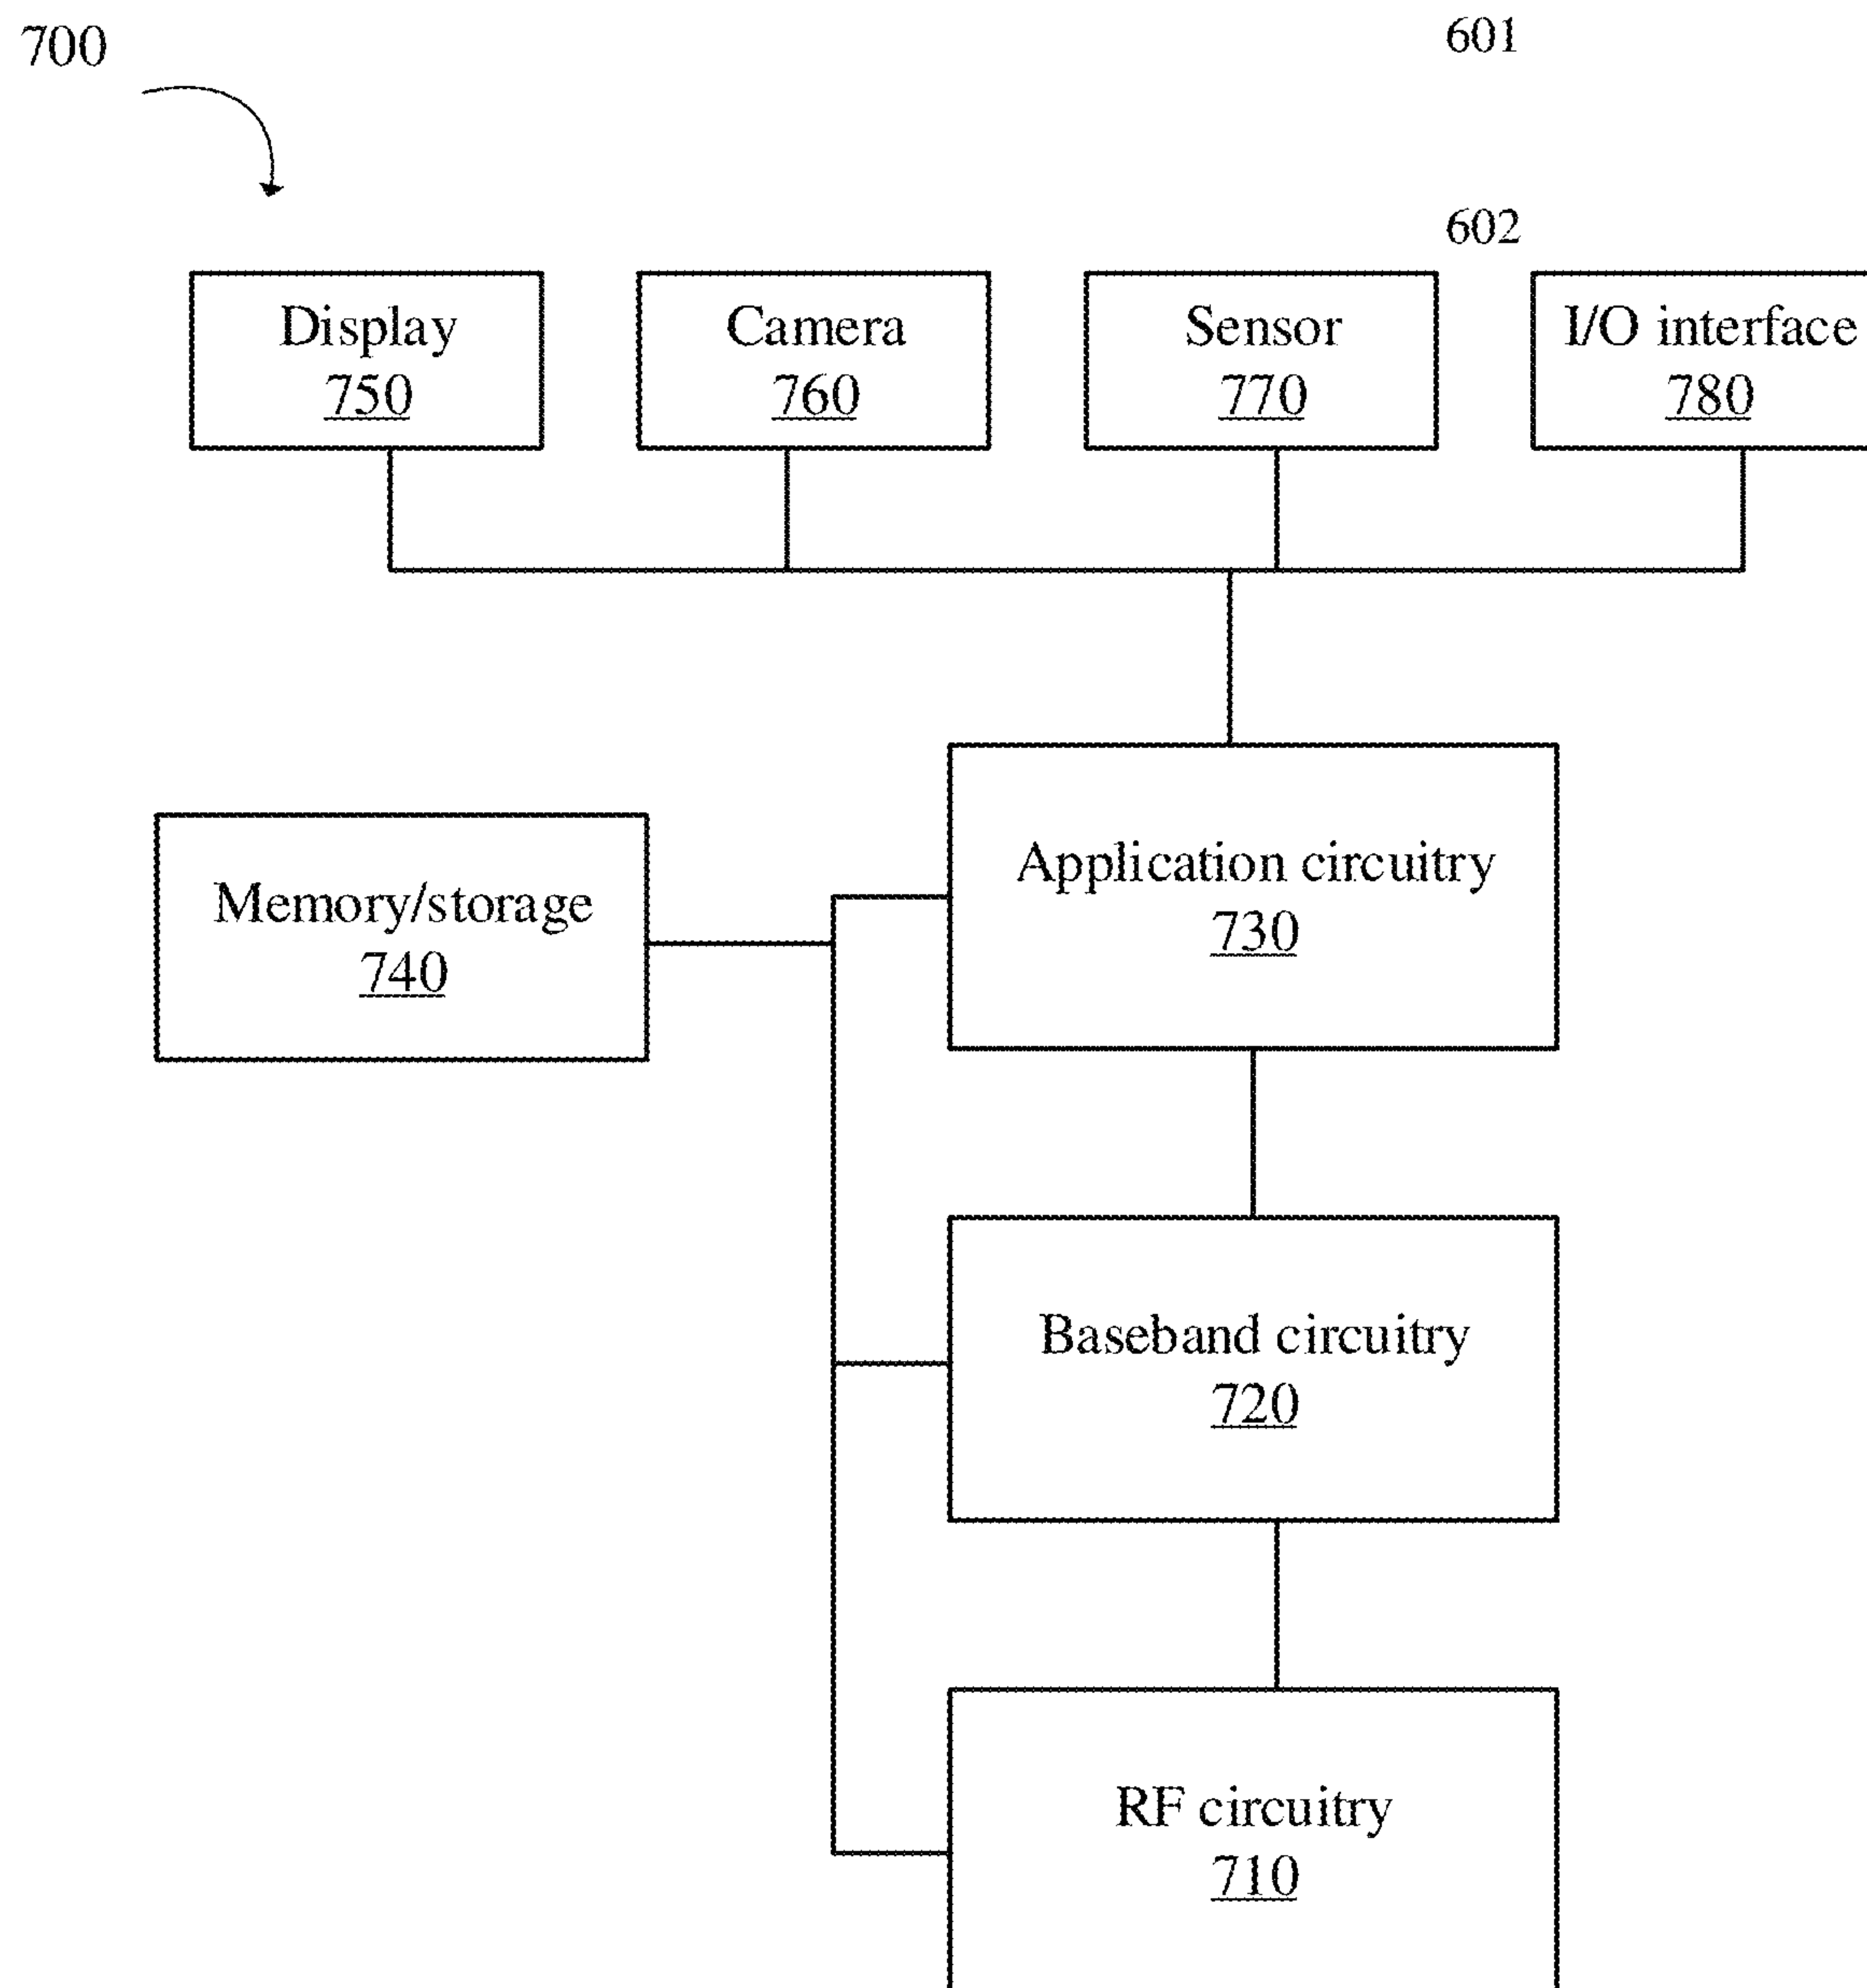 700
601
602
Display
750
Camera
760
Sensor
770
I/O interface
780
Application circuitry
730
Memory/storage
740
Baseband circuitry
720
RF circuitry
710